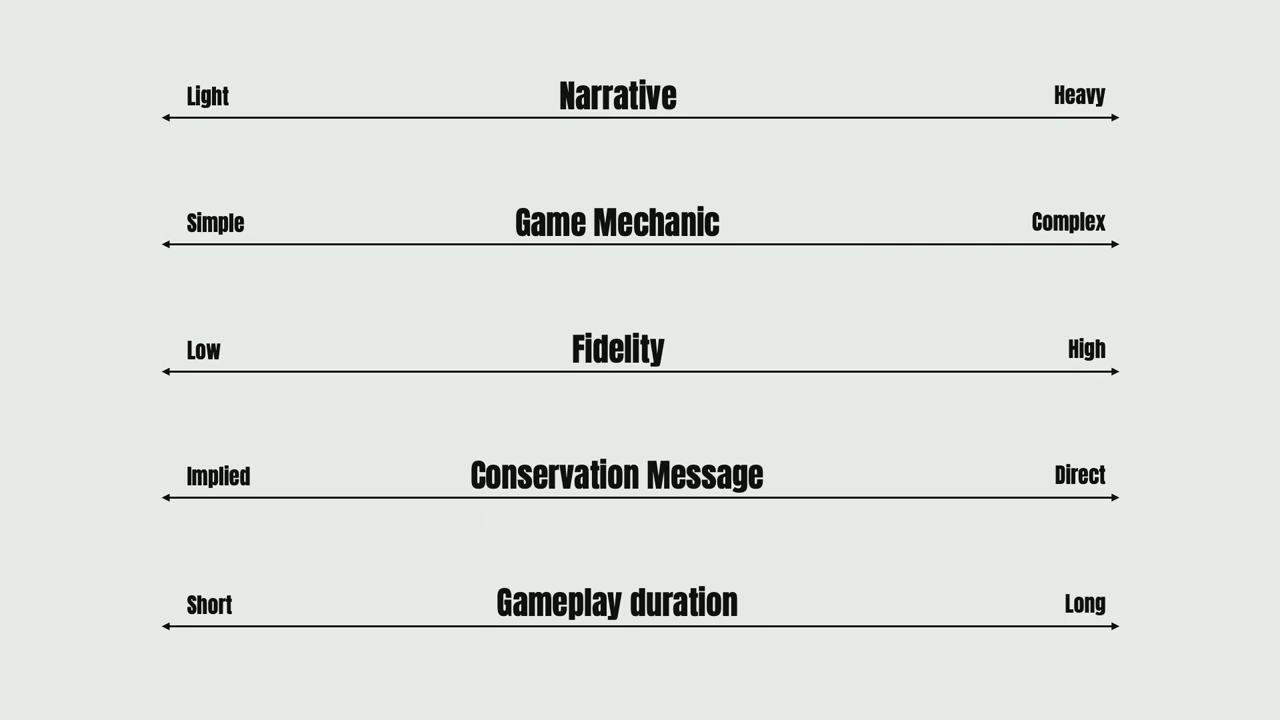 Light Narrative Heavy
Simple Game Mechanic Complex
Low Fidelity High
Implied Conservation Message Direct
Short Gameplay duration Long